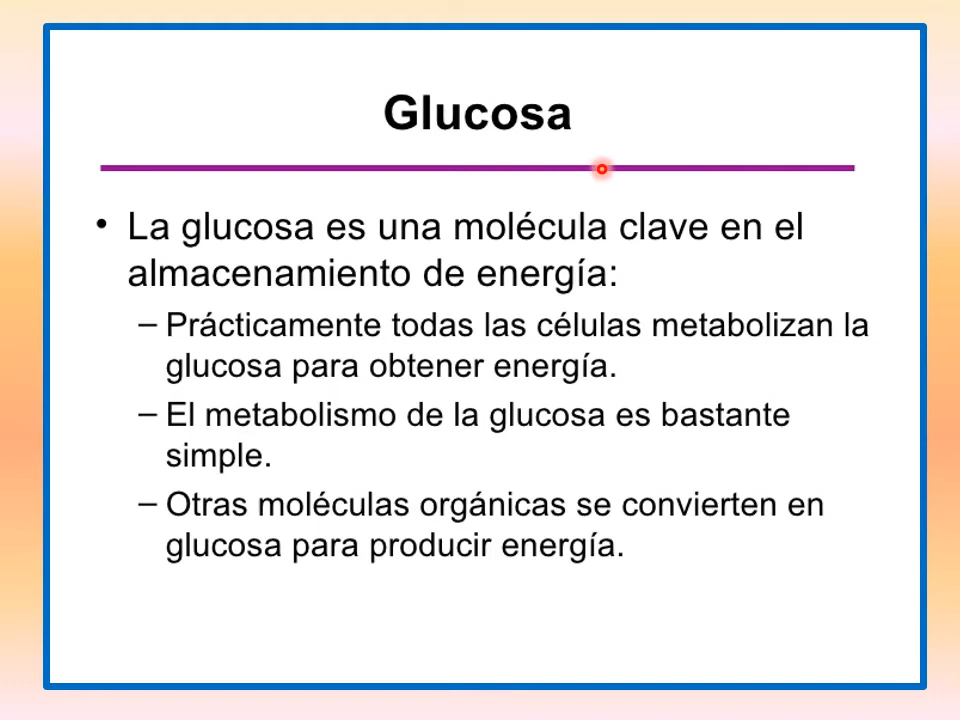 Glucosa
• La glucosa es una molécula clave en el
almacenamiento de energía:
– Prácticamente todas las células metabolizan la
glucosa para obtener energía.
– El metabolismo de la glucosa es bastante
simple.
– Otras moléculas orgánicas se convierten en
glucosa para producir energía.